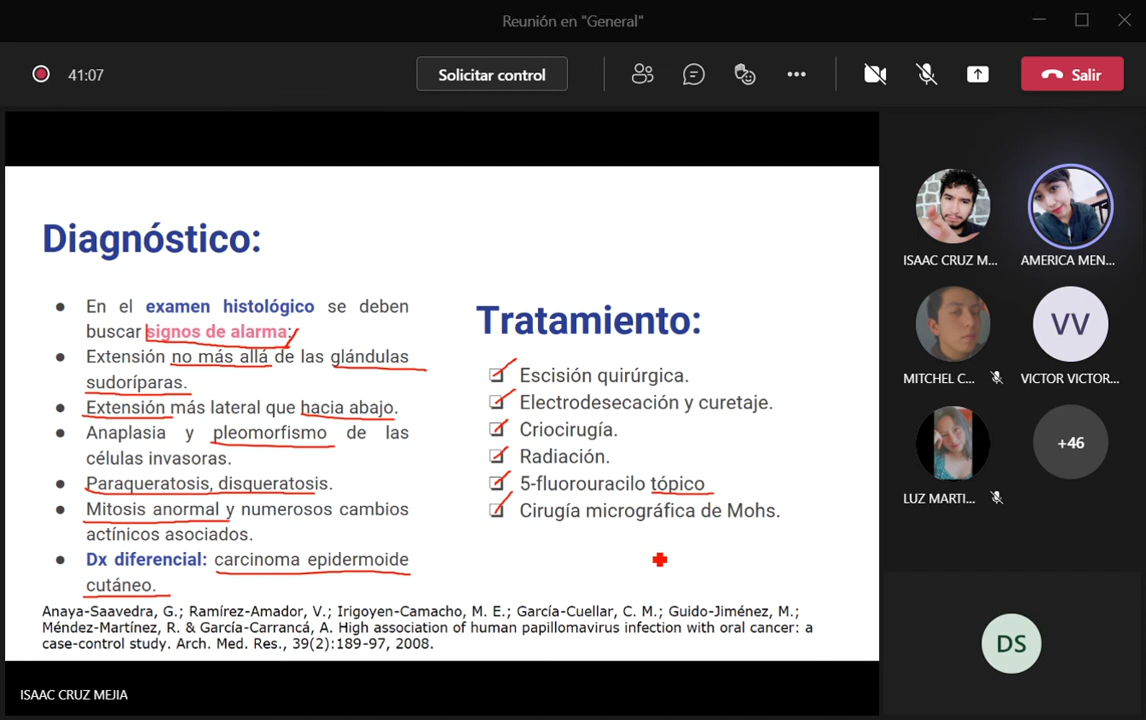 Reunión en "General"
41:07
Solicitar control
Salir
Diagnóstico:
● En el examen histológico se deben
buscar signos de alarma:
● Extensión no más allá de las glándulas
sudoríparas.
● Extensión más lateral que hacia abajo.
● Anaplasia y pleomorfismo de las
células invasoras.
● Paraqueratosis, disqueratosis.
● Mitosis anormal y numerosos cambios
actínicos asociados.
● Dx diferencial: carcinoma epidermoide
cutáneo.
Tratamiento:
Escisión quirúrgica.
Electrodesecación y curetaje.
Criocirugía.
Radiación.
5-fluorouracilo tópico
Cirugía micrográfica de Mohs.
Anaya-Saavedra, G.; Ramírez-Amador, V.; Irigoyen-Camacho, M. E.; García-Cuellar, C. M.; Guido-Jiménez, M.;
Méndez-Martínez, R. & García-Carrancá, A. High association of human papillomavirus infection with oral cancer: a
case-control study. Arch. Med. Res., 39(2):189-97, 2008.
ISAAC CRUZ MEJIA
ISAAC CRUZ M...
AMERICA MEN...
MITCHEL C...
VV
VICTOR VICTOR...
LUZ MARTI...
+46
DS